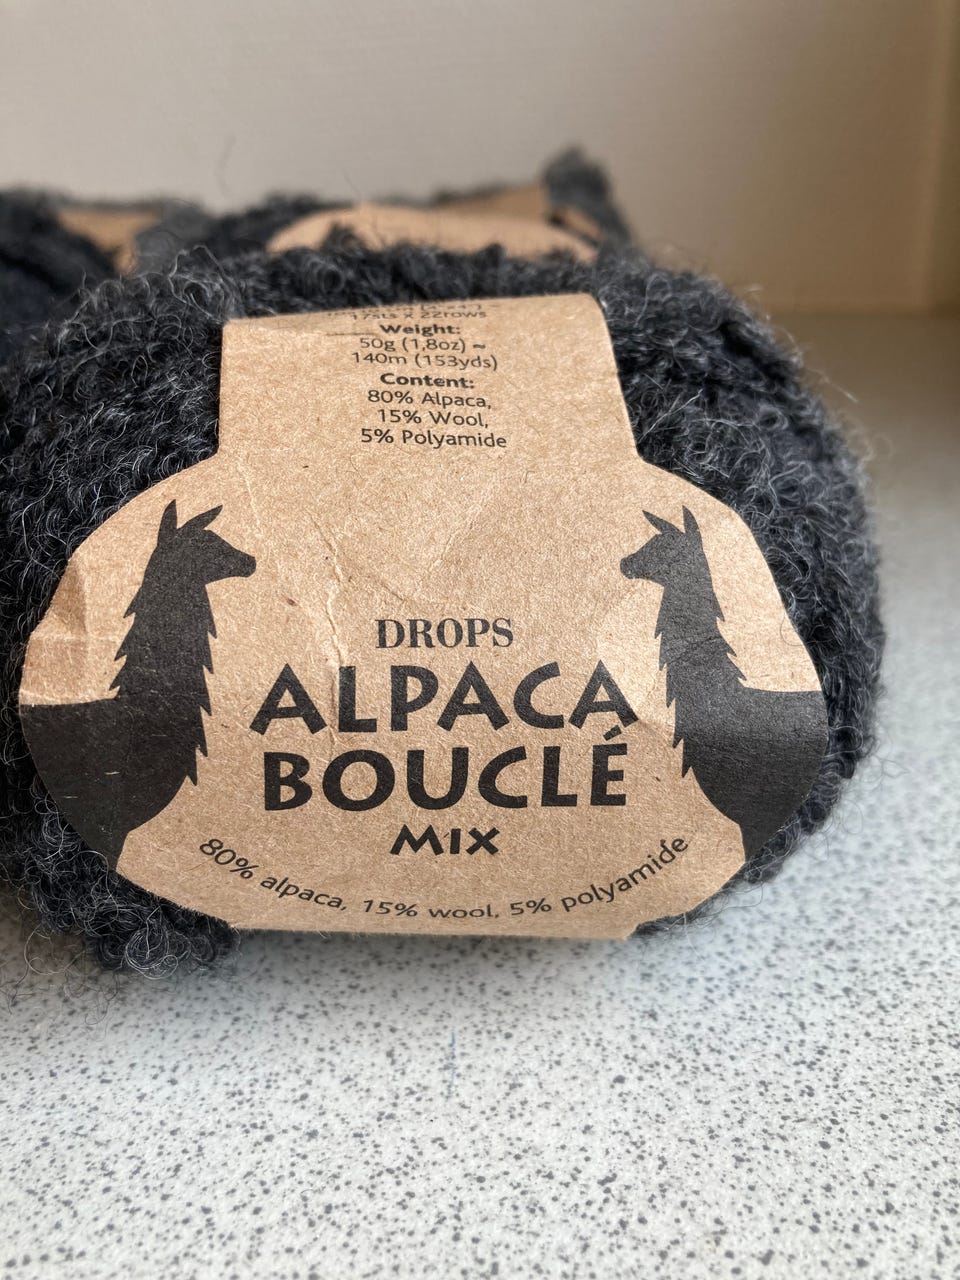 17sts x 22rows
Weight:
50g (1,8oz) ≈
140m (153yds)
Content:
80% Alpaca,
15% Wool,
5% Polyamide
DROPS
ALPACA
BOUCLÉ
MIX
80% alpaca, 15% wool, 5% polyamide